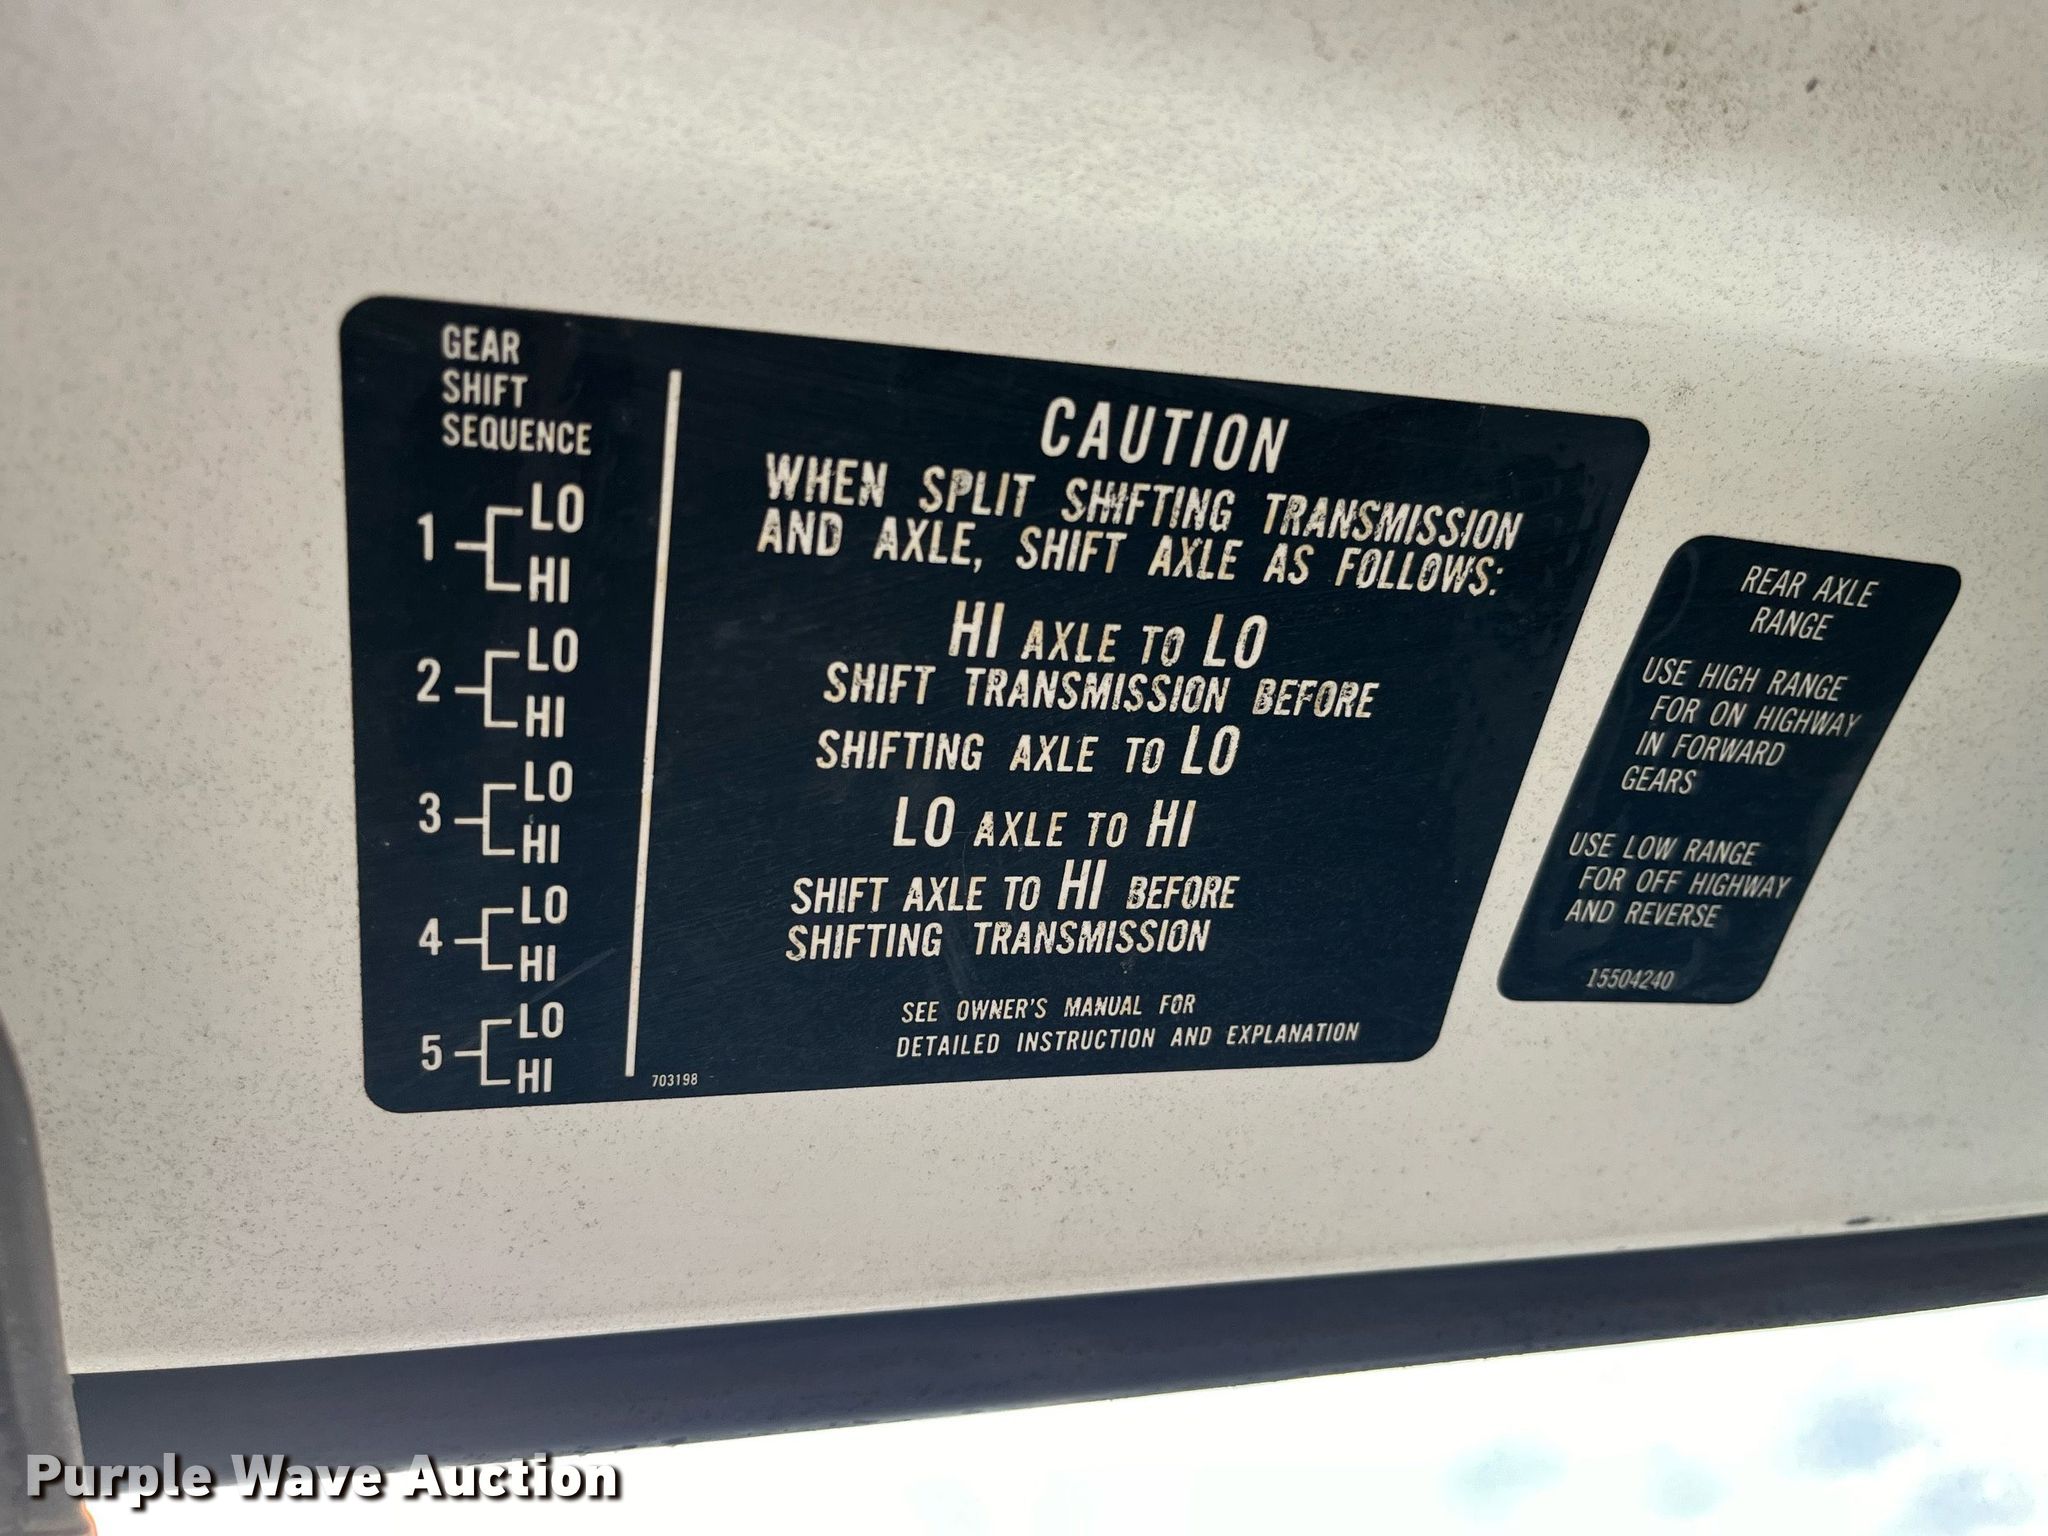 GEAR
SHIFT
SEQUENCE
1 LO
HI
2 LO
HI
3 LO
HI
4 LO
HI
5 LO
HI
CAUTION
WHEN SPLIT SHIFTING TRANSMISSION
AND AXLE, SHIFT AXLE AS FOLLOWS:
HI AXLE TO LO
SHIFT TRANSMISSION BEFORE
SHIFTING AXLE TO LO
LO AXLE TO HI
SHIFT AXLE TO HI BEFORE
SHIFTING TRANSMISSION
SEE OWNER'S MANUAL FOR
DETAILED INSTRUCTION AND EXPLANATION
703198
REAR AXLE
RANGE
USE HIGH RANGE
FOR ON HIGHWAY
IN FORWARD
GEARS
USE LOW RANGE
FOR OFF HIGHWAY
AND REVERSE
15504240
Purple Wave Auction